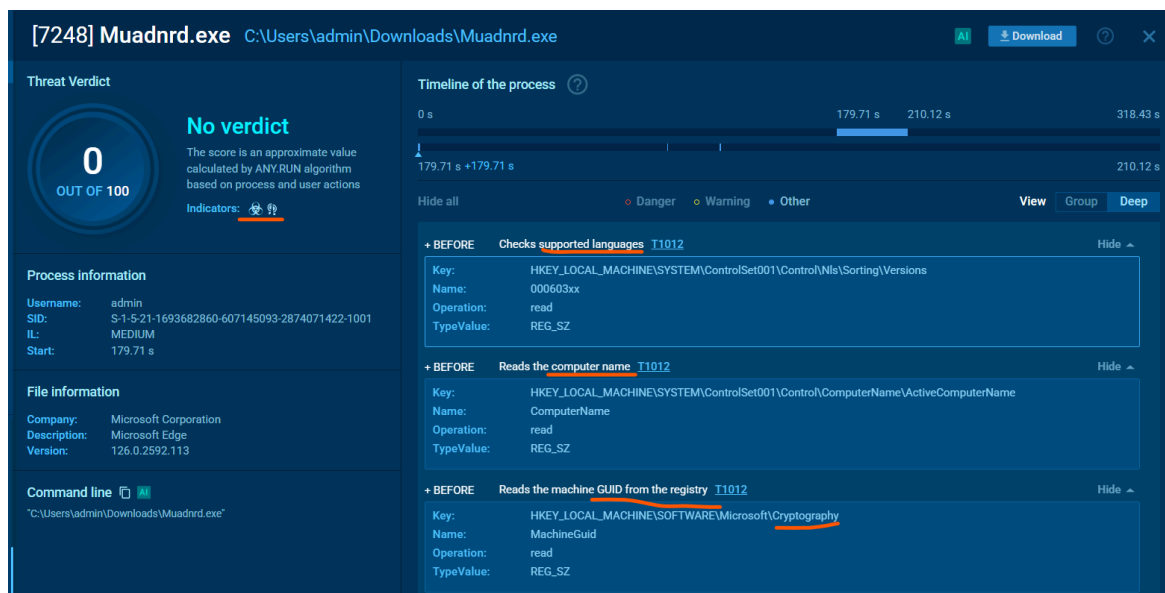 [7248] Muadnrd.exe C:\Users\admin\Downloads\Muadnrd.exe
AI
Download
?
Threat Verdict
0
OUT OF 100
No verdict
The score is an approximate value
calculated by ANY.RUN algorithm
based on process and user actions
Indicators:
Process information
Username: admin
SID: S-1-5-21-1693682860-607145093-2874071422-1001
IL: MEDIUM
Start: 179.71 s
File information
Company: Microsoft Corporation
Description: Microsoft Edge
Version: 126.0.2592.113
Command line AI
"C:\Users\admin\Downloads\Muadnrd.exe"
Timeline of the process ?
0 s 179.71 s 210.12 s 318.43 s
179.71 s +179.71 s 210.12 s
Hide all Danger Warning Other View Group Deep
+ BEFORE Checks supported languages T1012 Hide
Key: HKEY_LOCAL_MACHINE\SYSTEM\ControlSet001\Control\Nls\Sorting\Versions
Name: 000603xx
Operation: read
TypeValue: REG_SZ
+ BEFORE Reads the computer name T1012 Hide
Key: HKEY_LOCAL_MACHINE\SYSTEM\ControlSet001\Control\ComputerName\ActiveComputerName
Name: ComputerName
Operation: read
TypeValue: REG_SZ
+ BEFORE Reads the machine GUID from the registry T1012 Hide
Key: HKEY_LOCAL_MACHINE\SOFTWARE\Microsoft\Cryptography
Name: MachineGuid
Operation: read
TypeValue: REG_SZ